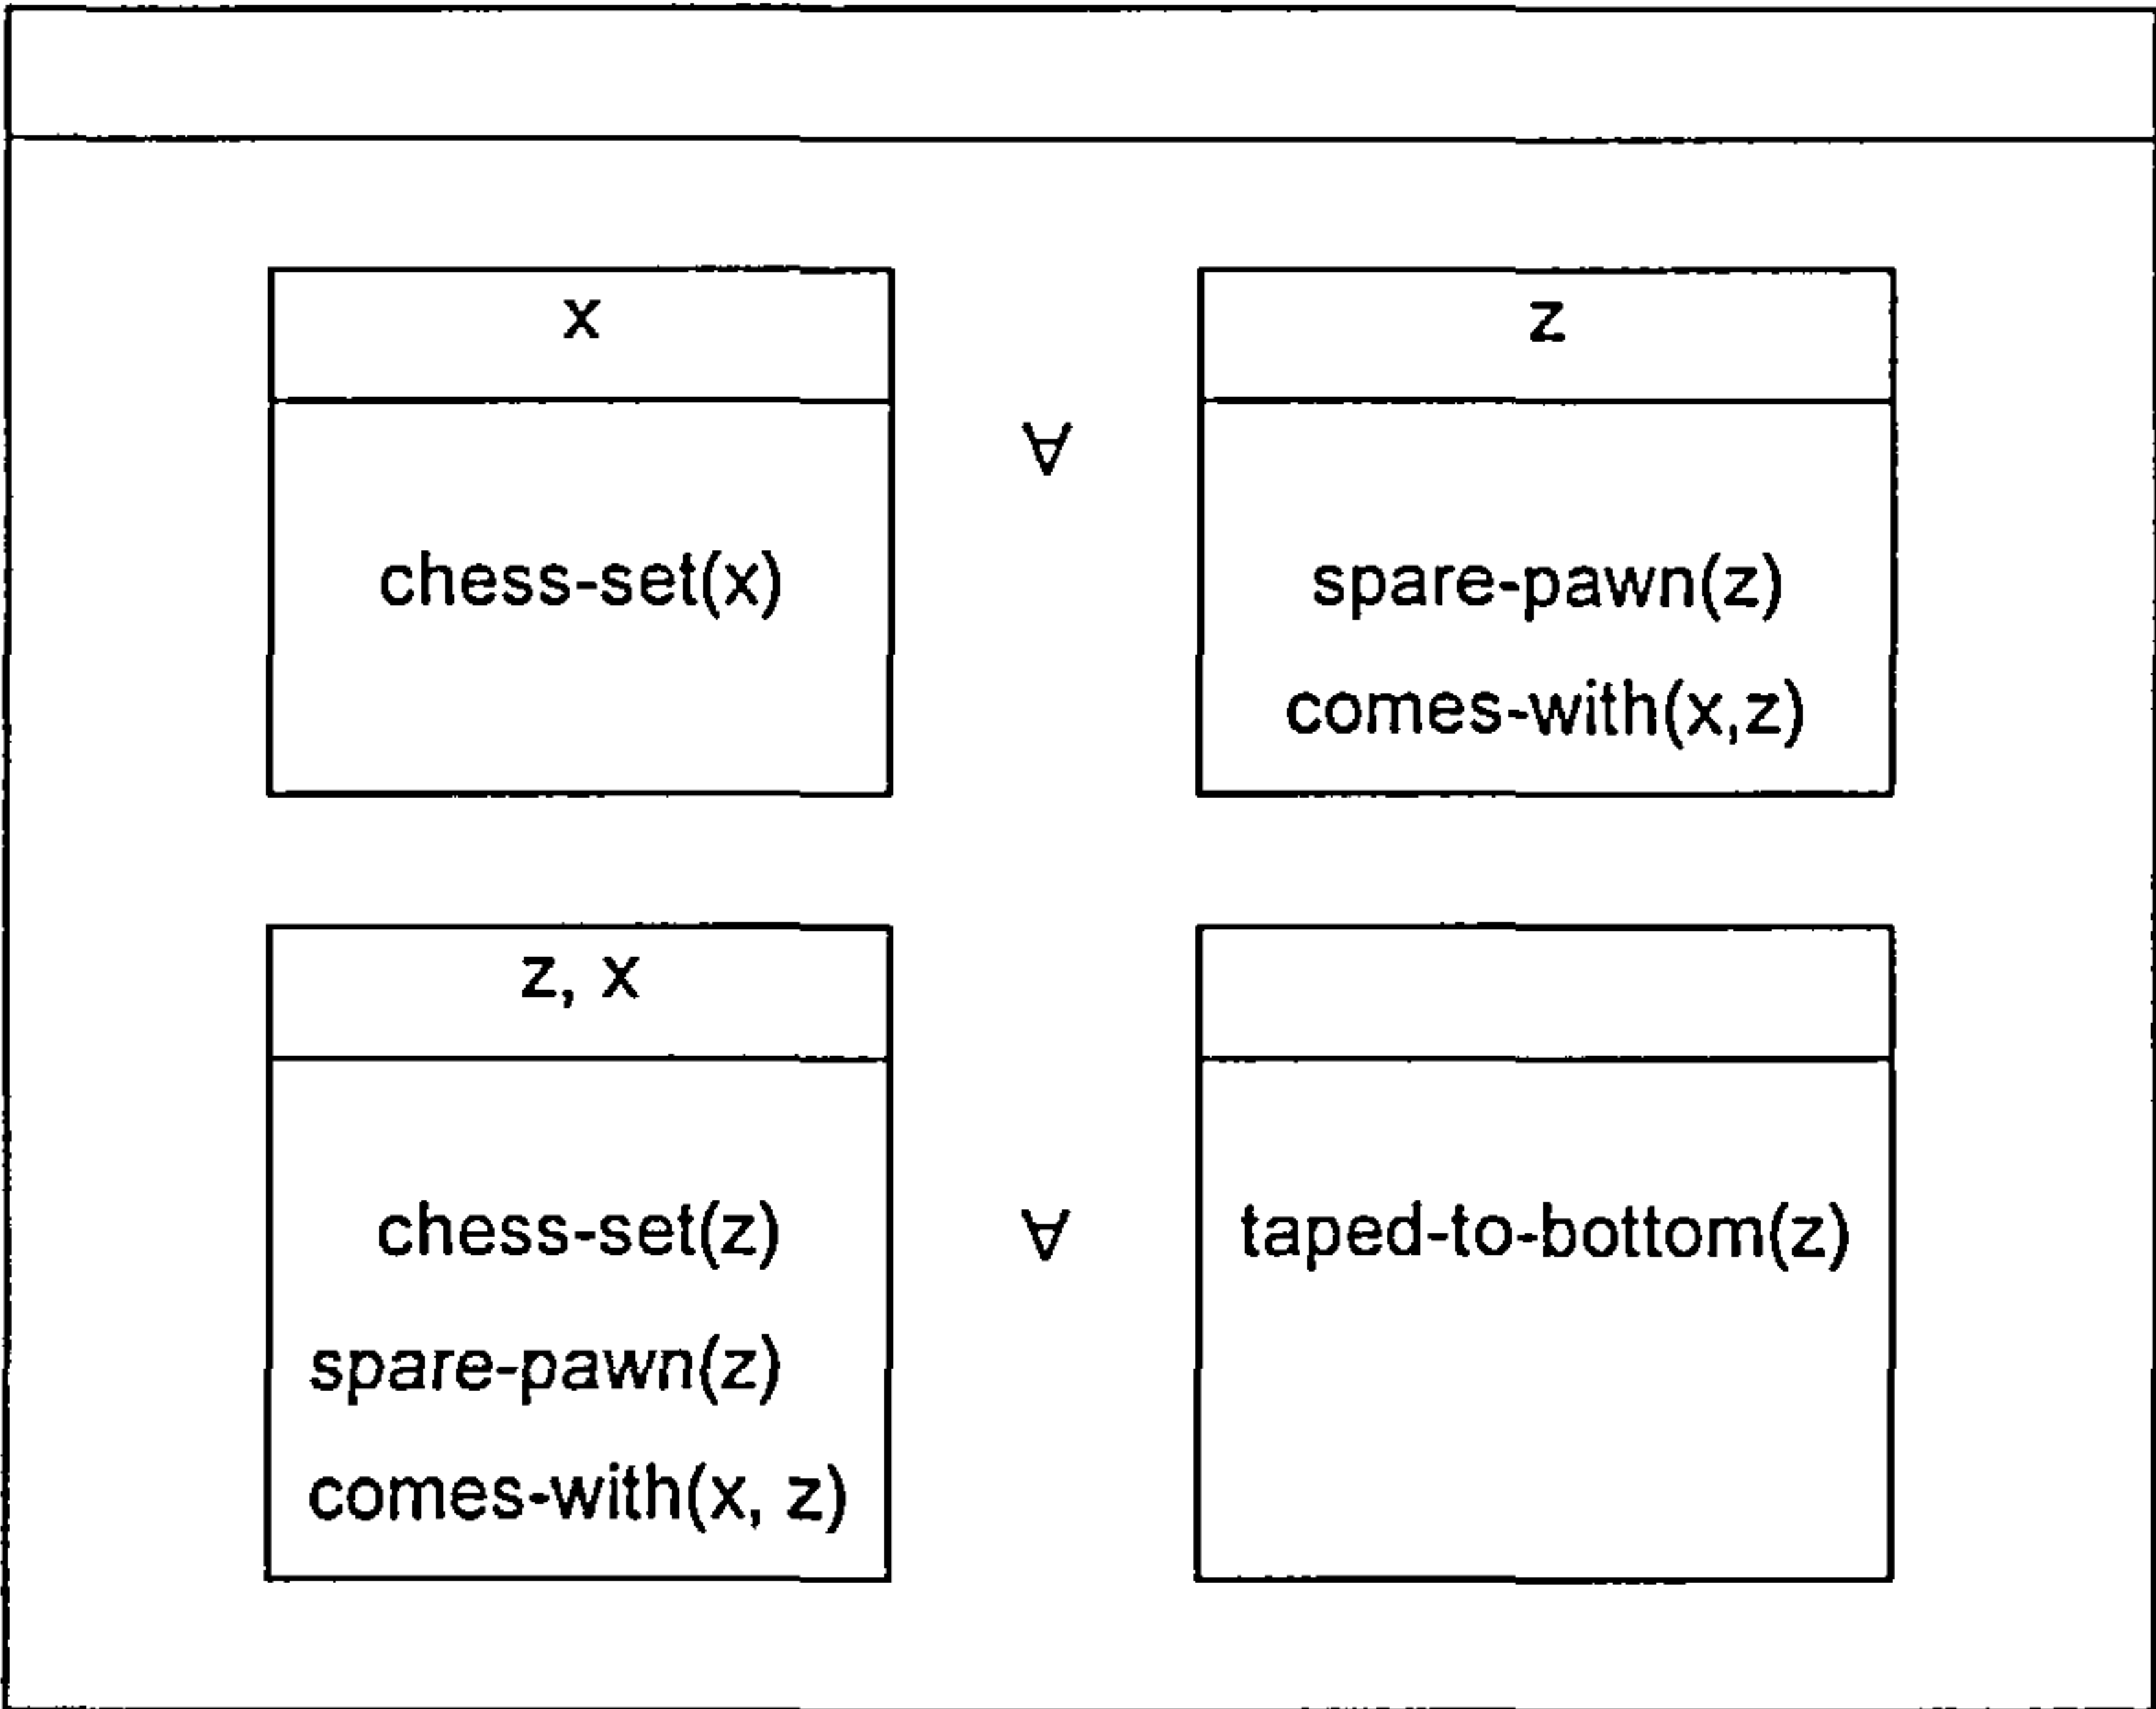 x
z
∀
chess-set(x)
spare-pawn(z)
comes-with(x,z)
z, x
chess-set(z)
∀
taped-to-bottom(z)
spare-pawn(z)
comes-with(x, z)